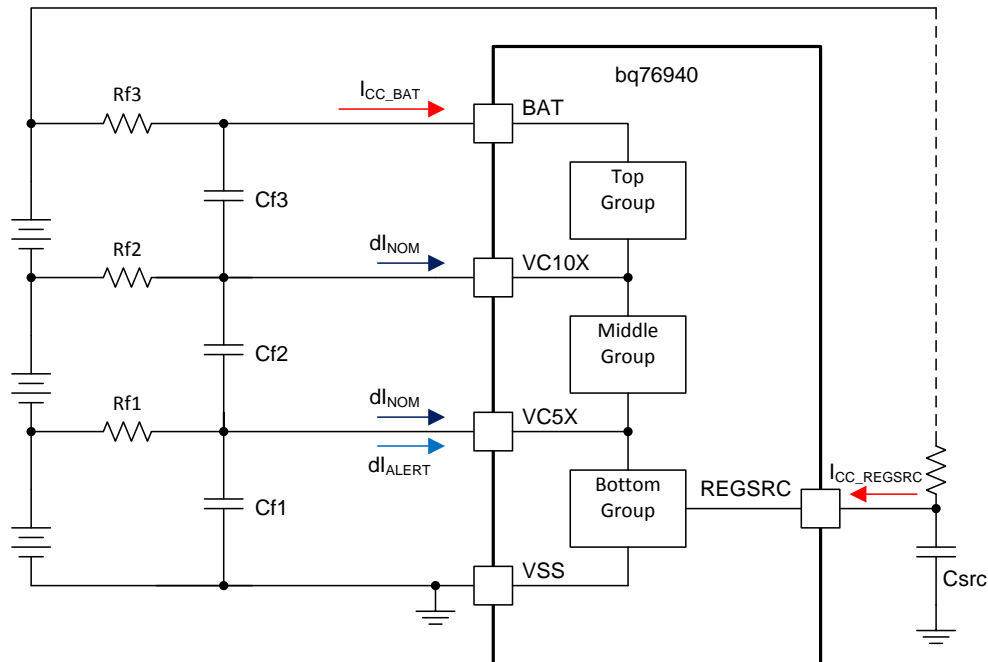 bq76940
Rf3
I_CC_BAT
BAT
Top
Group
Cf3
Rf2
dI_NOM
VC10X
Middle
Group
Cf2
Rf1
dI_NOM
VC5X
dI_ALERT
Bottom
Group
REGSRC
I_CC_REGSRC
Cf1
VSS
Csrc